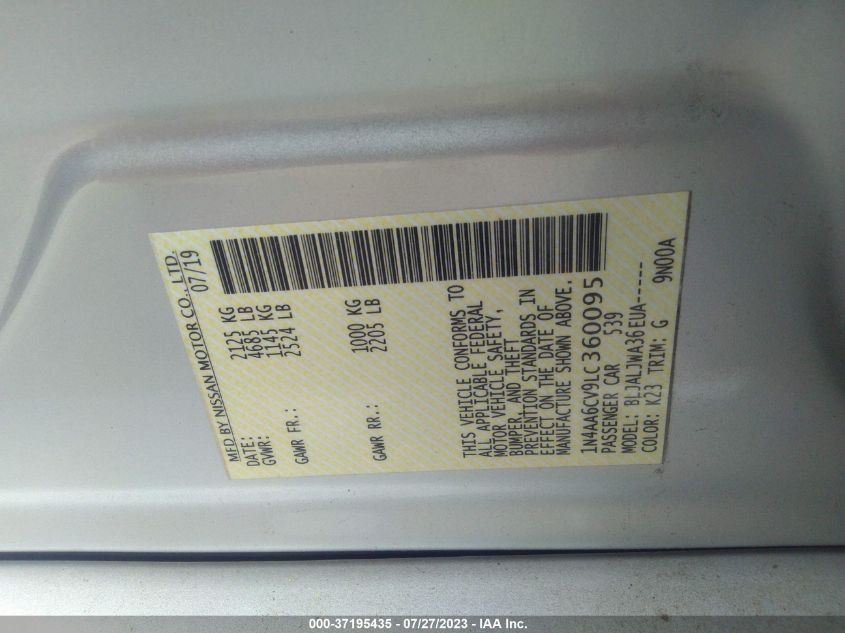 MFD BY NISSAN MOTOR CO., LTD.
DATE: 07/19
GVWR: 2125 KG
4685 LB
GAWR FR.: 1145 KG
2524 LB
GAWR RR.: 1000 KG
2205 LB
THIS VEHICLE CONFORMS TO
ALL APPLICABLE FEDERAL
MOTOR VEHICLE SAFETY,
BUMPER, AND THEFT
PREVENTION STANDARDS IN
EFFECT ON THE DATE OF
MANUFACTURE SHOWN ABOVE.
1N4AA6CV9LC360095
PASSENGER CAR 539
MODEL: BLJALJWA36EUA------
COLOR: K23 TRIM: G 9N00A
000-37195435 - 07/27/2023 - IAA Inc.